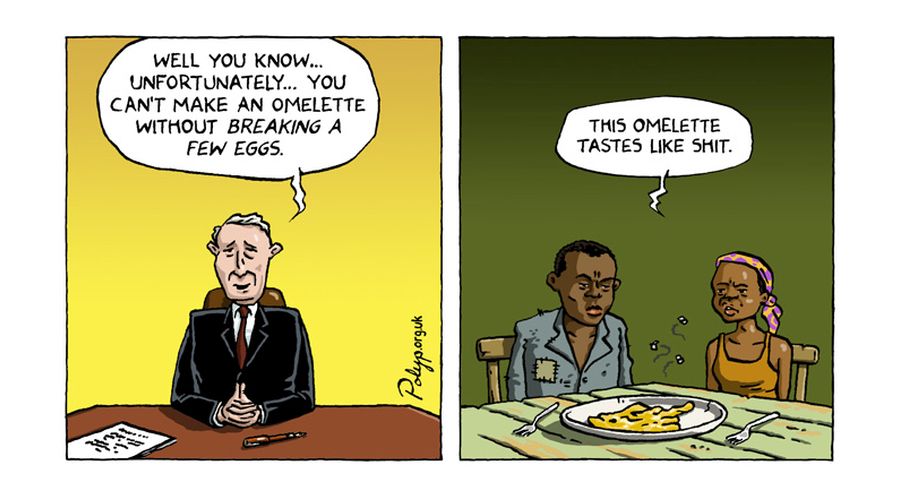 WELL YOU KNOW...
UNFORTUNATELY... YOU
CAN'T MAKE AN OMELETTE
WITHOUT BREAKING A
FEW EGGS.
Polyp.org.uk
THIS OMELETTE
TASTES LIKE SHIT.